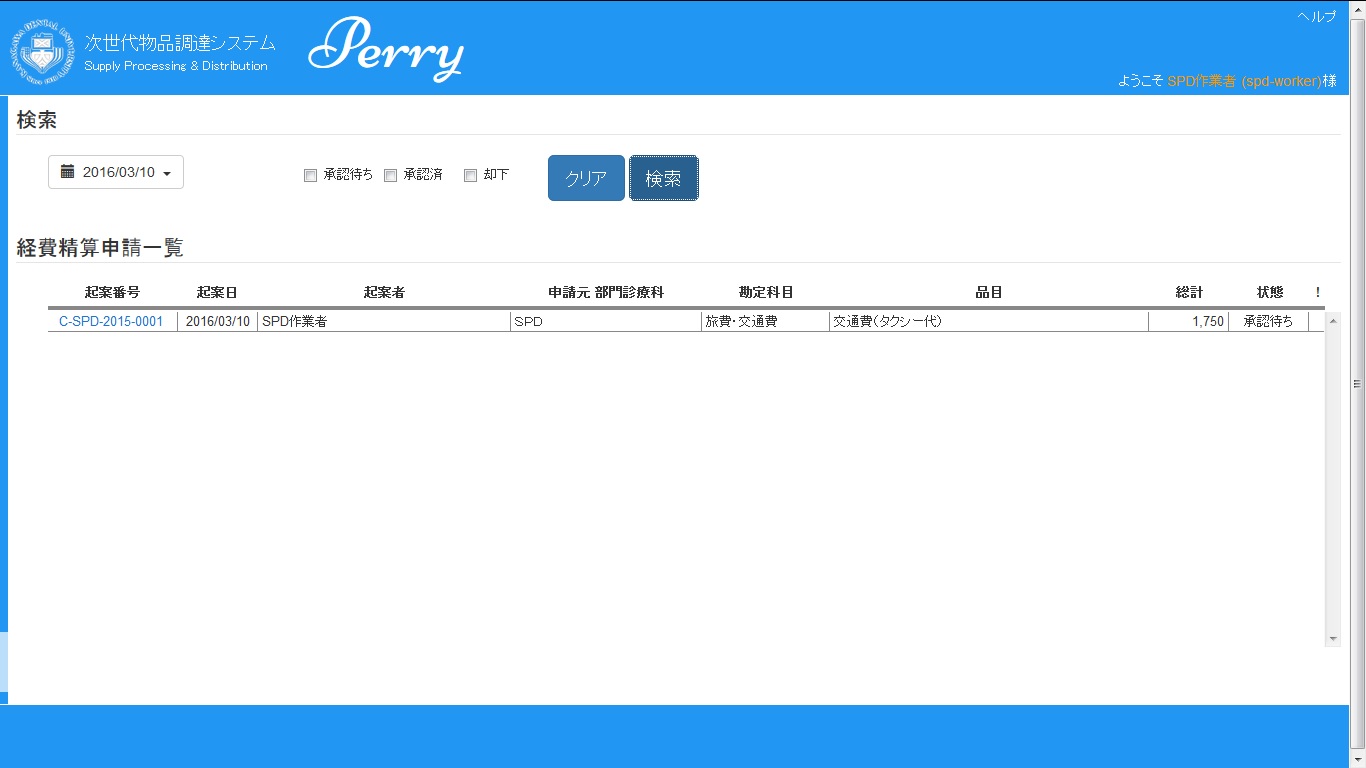 ヘルプ
次世代物品調達システム
Supply Processing & Distribution
Perry
ようこそ SPD作業者 (spd-worker)様
検索
2016/03/10
承認待ち 承認済 却下 クリア 検索
経費精算申請一覧
起案番号 起案日 起案者 申請元 部門診療科 勘定科目 品目 総計 状態 !
C-SPD-2015-0001 2016/03/10 SPD作業者 SPD 旅費・交通費 交通費(タクシー代) 1,750 承認待ち